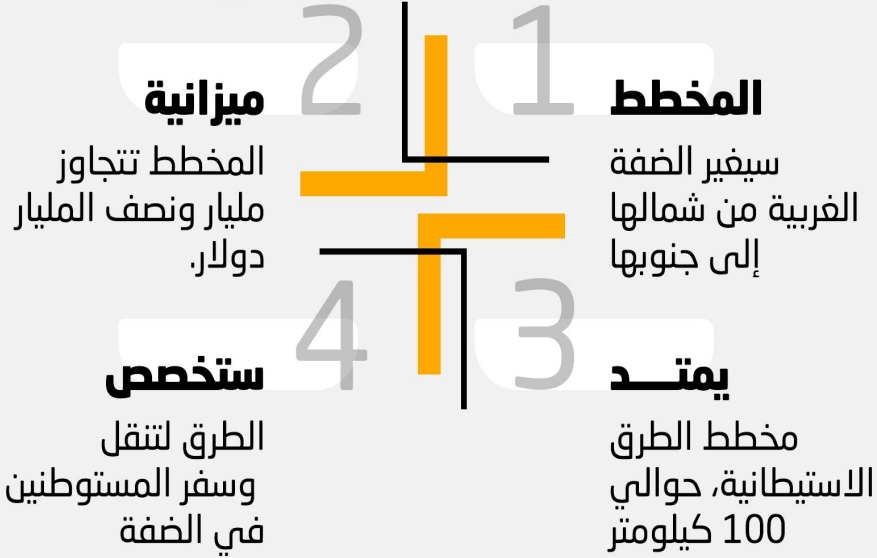 1
المخطط
سيغير الضفة
الغربية من شمالها
إلى جنوبها
2
ميزانية
المخطط تتجاوز
مليار ونصف المليار
دولار.
3
يمتــــد
مخطط الطرق
الاستيطانية، حوالي
100 كيلومتر
4
ستخصص
الطرق لتنقل
وسفر المستوطنين
في الضفة